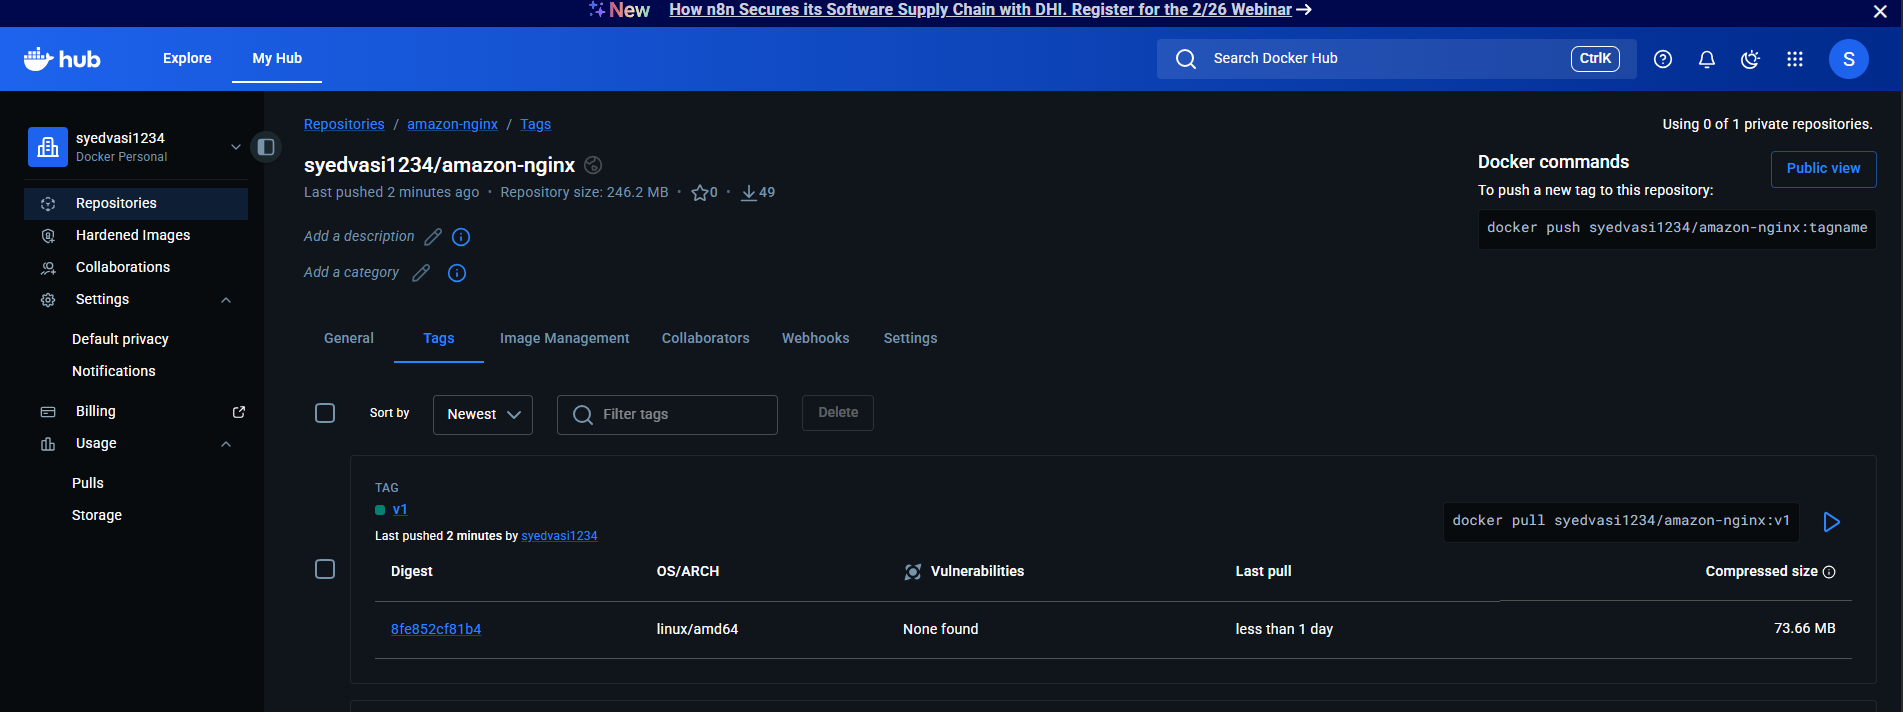 New How n8n Secures its Software Supply Chain with DHI. Register for the 2/26 Webinar
hub
Explore
My Hub
Search Docker Hub
CtrlK
S
syedvasi1234
Docker Personal
Repositories
Hardened Images
Collaborations
Settings
Default privacy
Notifications
Billing
Usage
Pulls
Storage
Repositories / amazon-nginx / Tags
Using 0 of 1 private repositories.
syedvasi1234/amazon-nginx
Last pushed 2 minutes ago · Repository size: 246.2 MB · 0 · 49
Add a description
Add a category
Docker commands
Public view
To push a new tag to this repository:
docker push syedvasi1234/amazon-nginx:tagname
General
Tags
Image Management
Collaborators
Webhooks
Settings
Sort by
Newest
Filter tags
Delete
TAG
v1
Last pushed 2 minutes by syedvasi1234
docker pull syedvasi1234/amazon-nginx:v1
Digest OS/ARCH Vulnerabilities Last pull Compressed size
8fe852cf81b4 linux/amd64 None found less than 1 day 73.66 MB